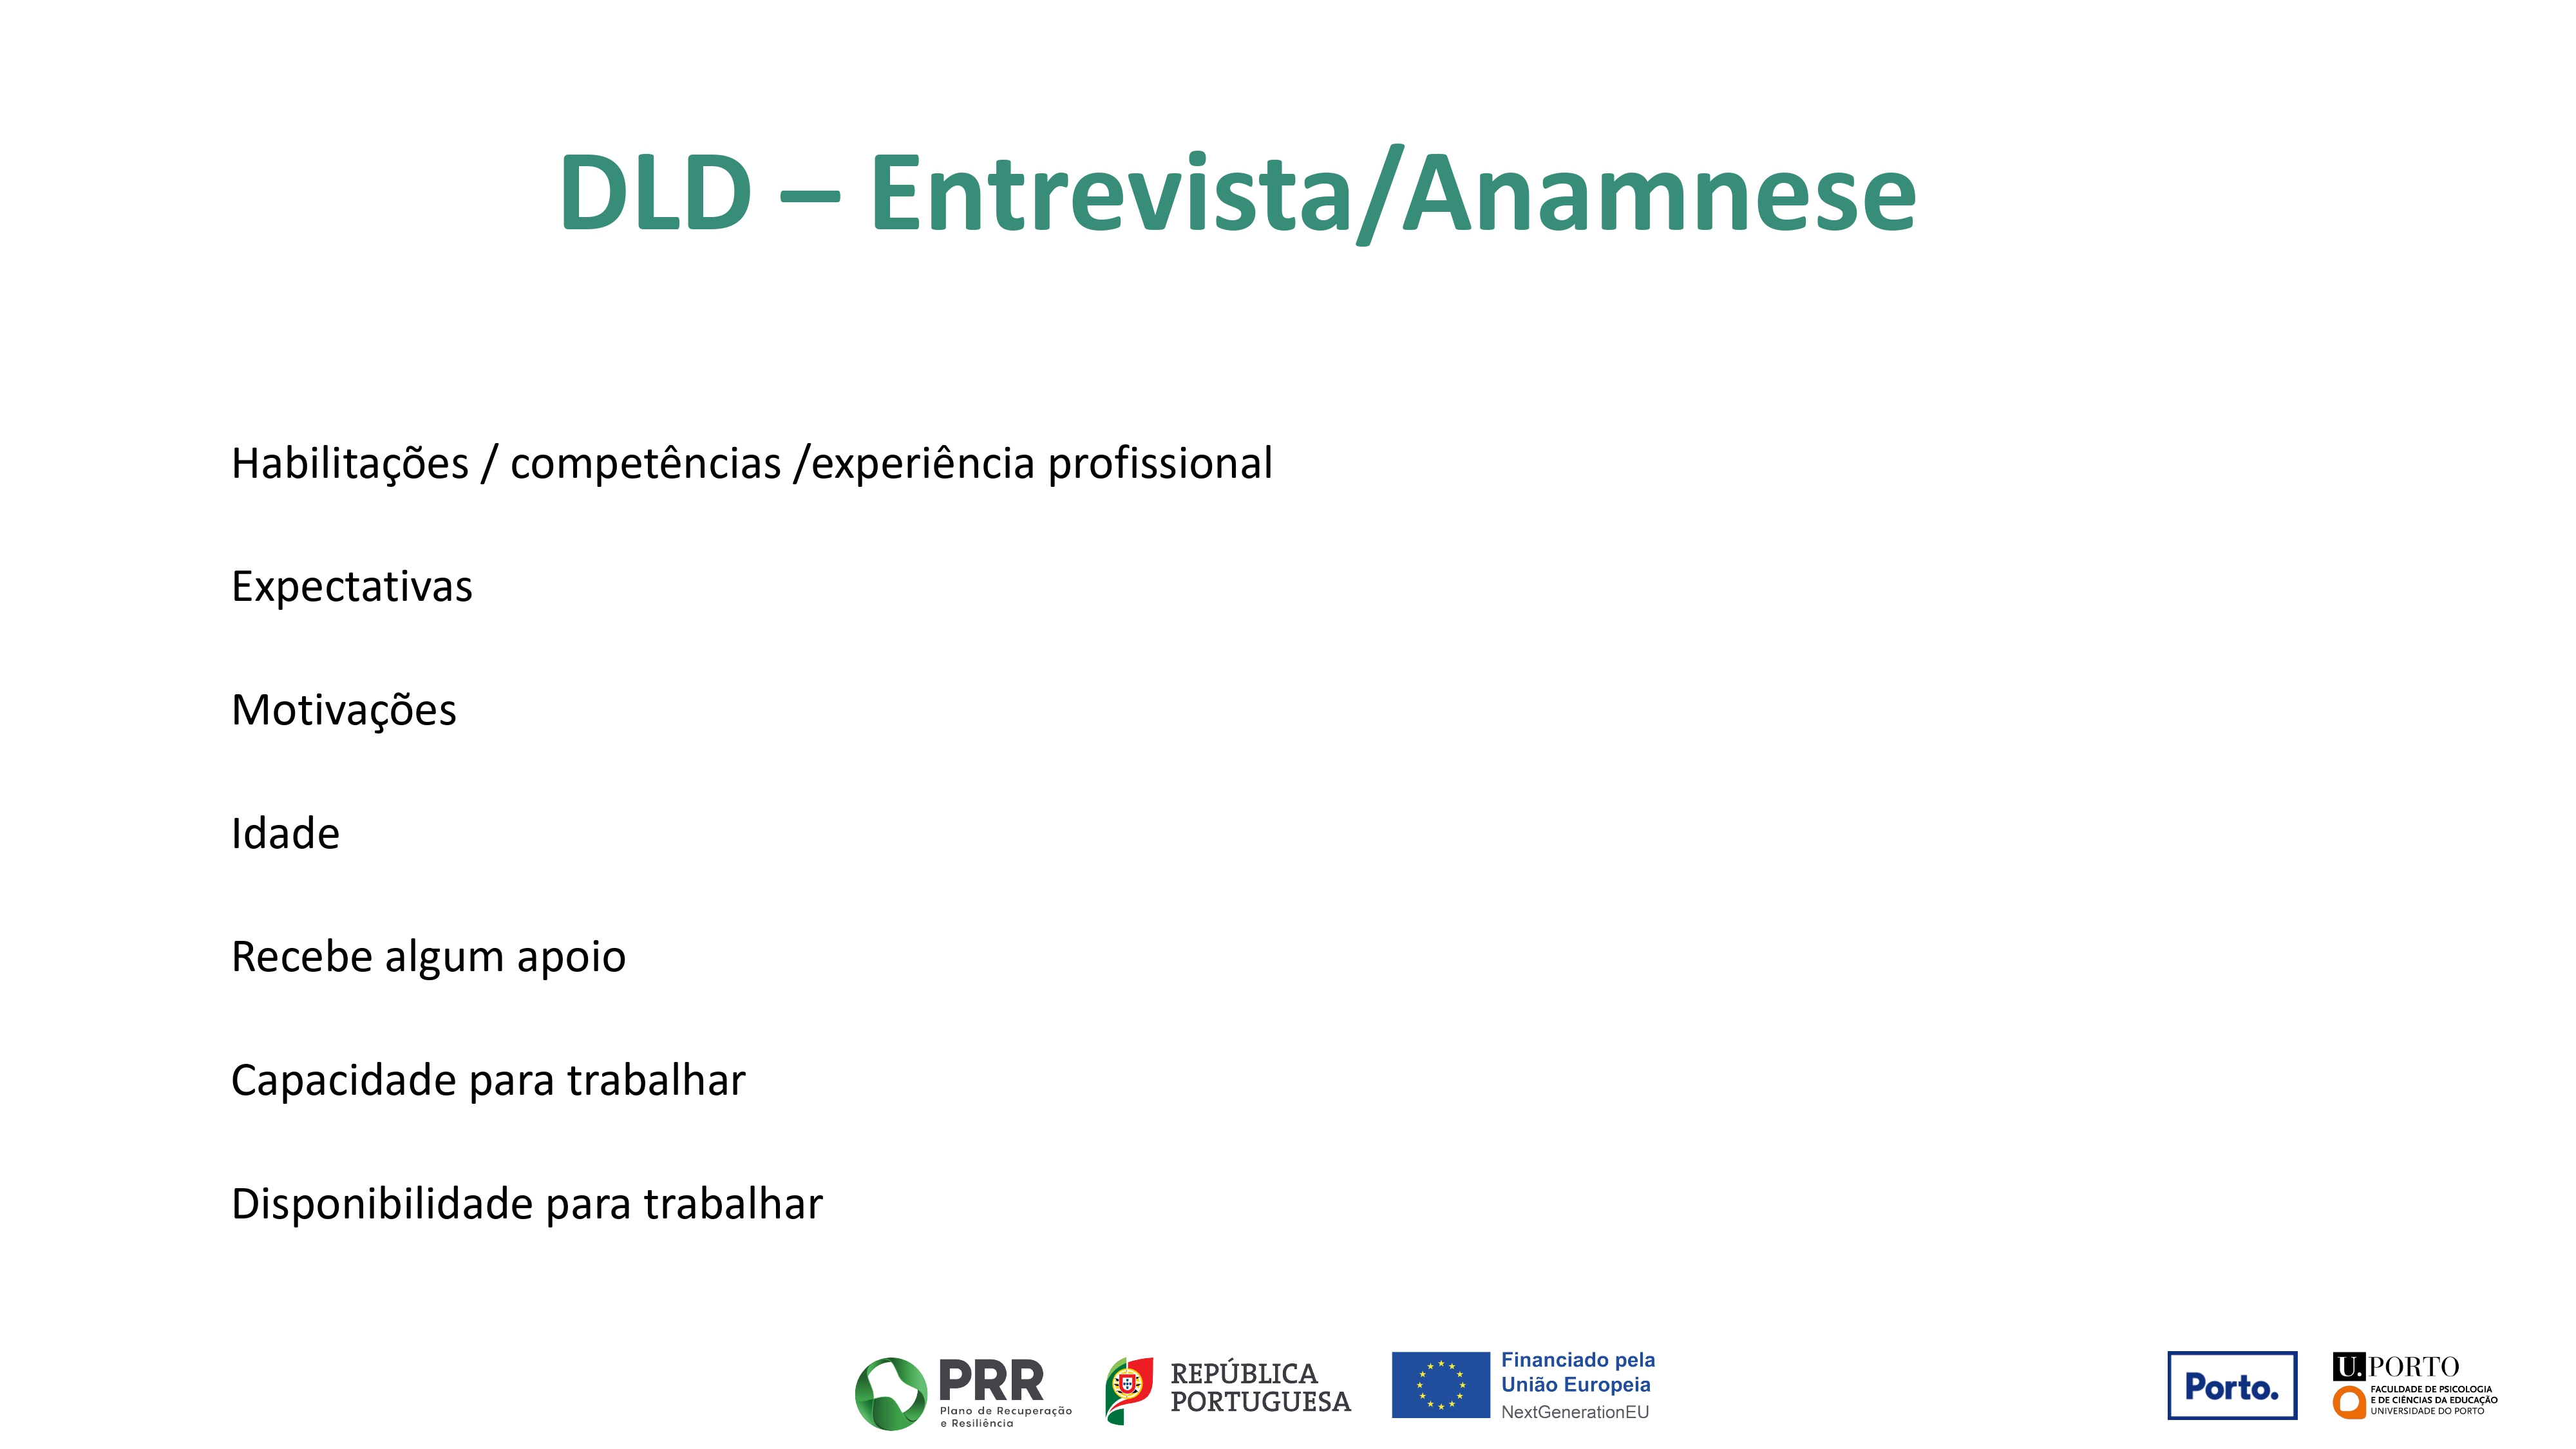 DLD – Entrevista/Anamnese
Habilitações / competências /experiência profissional
Expectativas
Motivações
Idade
Recebe algum apoio
Capacidade para trabalhar
Disponibilidade para trabalhar
PRR
Plano de Recuperação
e Resiliência
REPÚBLICA
PORTUGUESA
Financiado pela
União Europeia
NextGenerationEU
Porto.
U.PORTO
FACULDADE DE PSICOLOGIA
E DE CIÊNCIAS DA EDUCAÇÃO
UNIVERSIDADE DO PORTO